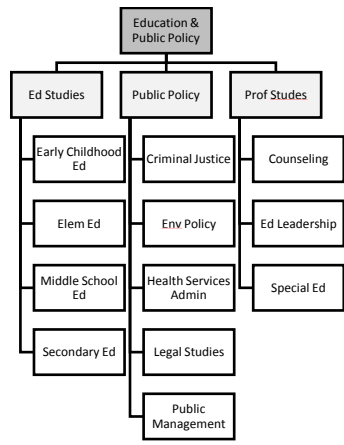 Education &
Public Policy
Ed Studies
Public Policy
Prof Studes
Early Childhood
Ed
Criminal Justice
Counseling
Elem Ed
Env Policy
Ed Leadership
Middle School
Ed
Health Services
Admin
Special Ed
Secondary Ed
Legal Studies
Public
Management